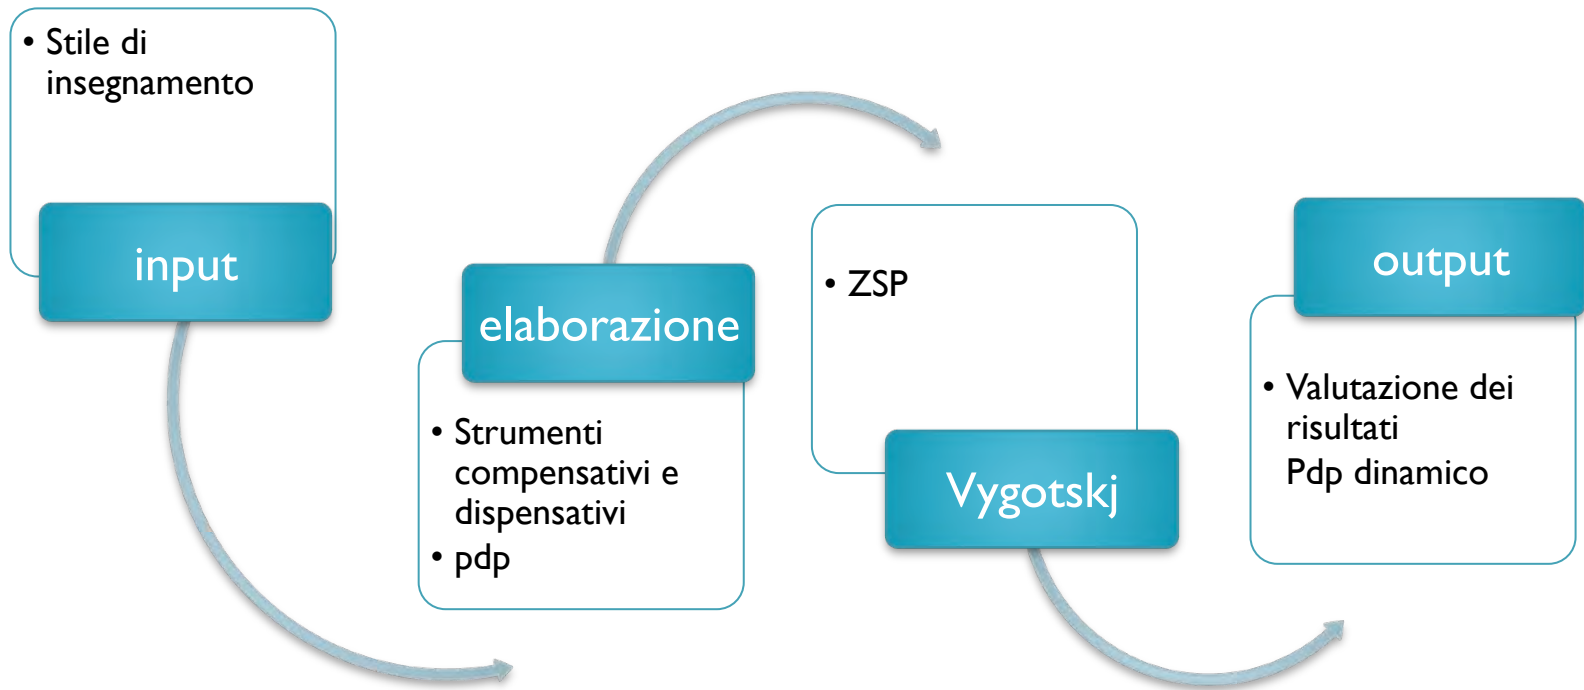 • Stile di
insegnamento
input
elaborazione
• Strumenti
compensativi e
dispensativi
• pdp
• ZSP
Vygotskj
output
• Valutazione dei
risultati
Pdp dinamico